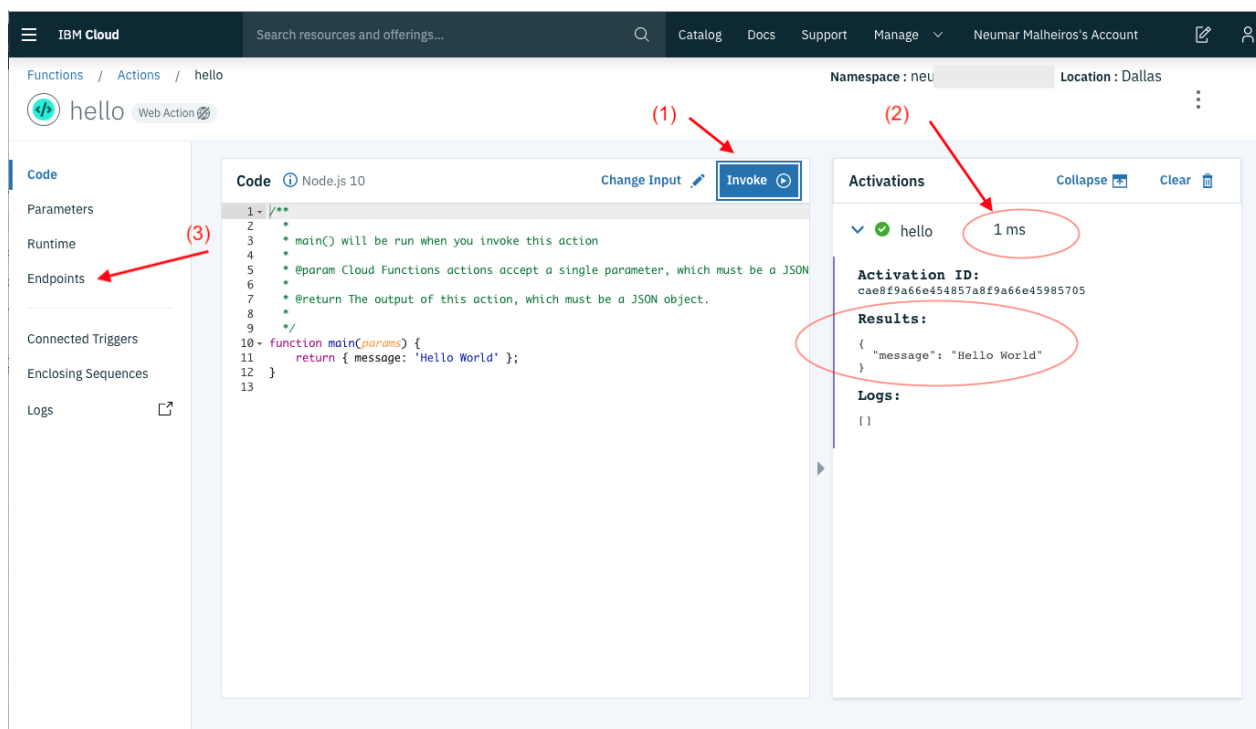 IBM Cloud Search resources and offerings... Catalog Docs Support Manage Neumar Malheiros's Account
Functions / Actions / hello
Namespace : neu Location : Dallas
hello Web Action
(1)
(2)
Code
Parameters
Runtime
(3)
Endpoints
Connected Triggers
Enclosing Sequences
Logs
Code Node.js 10 Change Input Invoke
1 /**
2 *
3 * main() will be run when you invoke this action
4 *
5 * @param Cloud Functions actions accept a single parameter, which must be a JSON
6 *
7 * @return The output of this action, which must be a JSON object.
8 *
9 */
10 function main(params) {
11 return { message: 'Hello World' };
12 }
13
Activations Collapse Clear
hello 1 ms
Activation ID:
cae8f9a66e454857a8f9a66e45985705
Results:
{
"message": "Hello World"
}
Logs:
[]